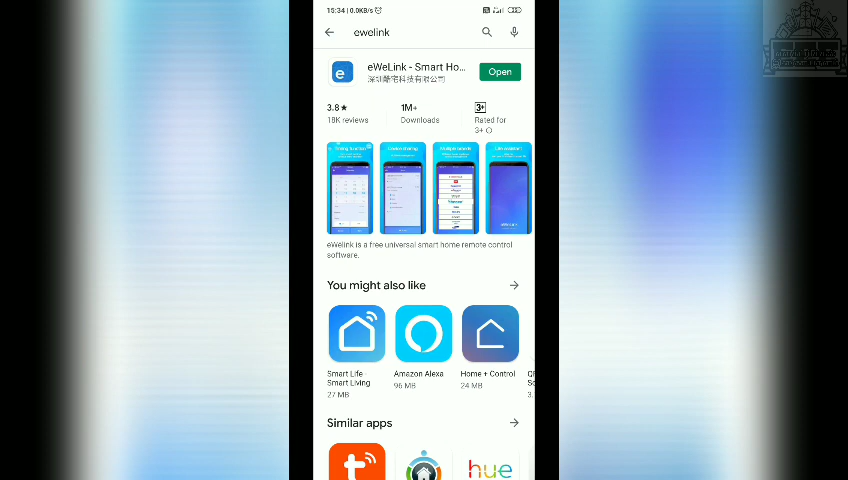 15:34 | 0.0KB/s
ewelink
eWeLink - Smart Ho...
深圳酷宅科技有限公司
Open
3.8★
18K reviews
1M+
Downloads
3+
Rated for
3+
Device sharing
eWelink is a free universal smart home remote control
software.
You might also like
Smart Life -
Smart Living
27 MB
Amazon Alexa
96 MB
Home + Control
24 MB
Similar apps
hue